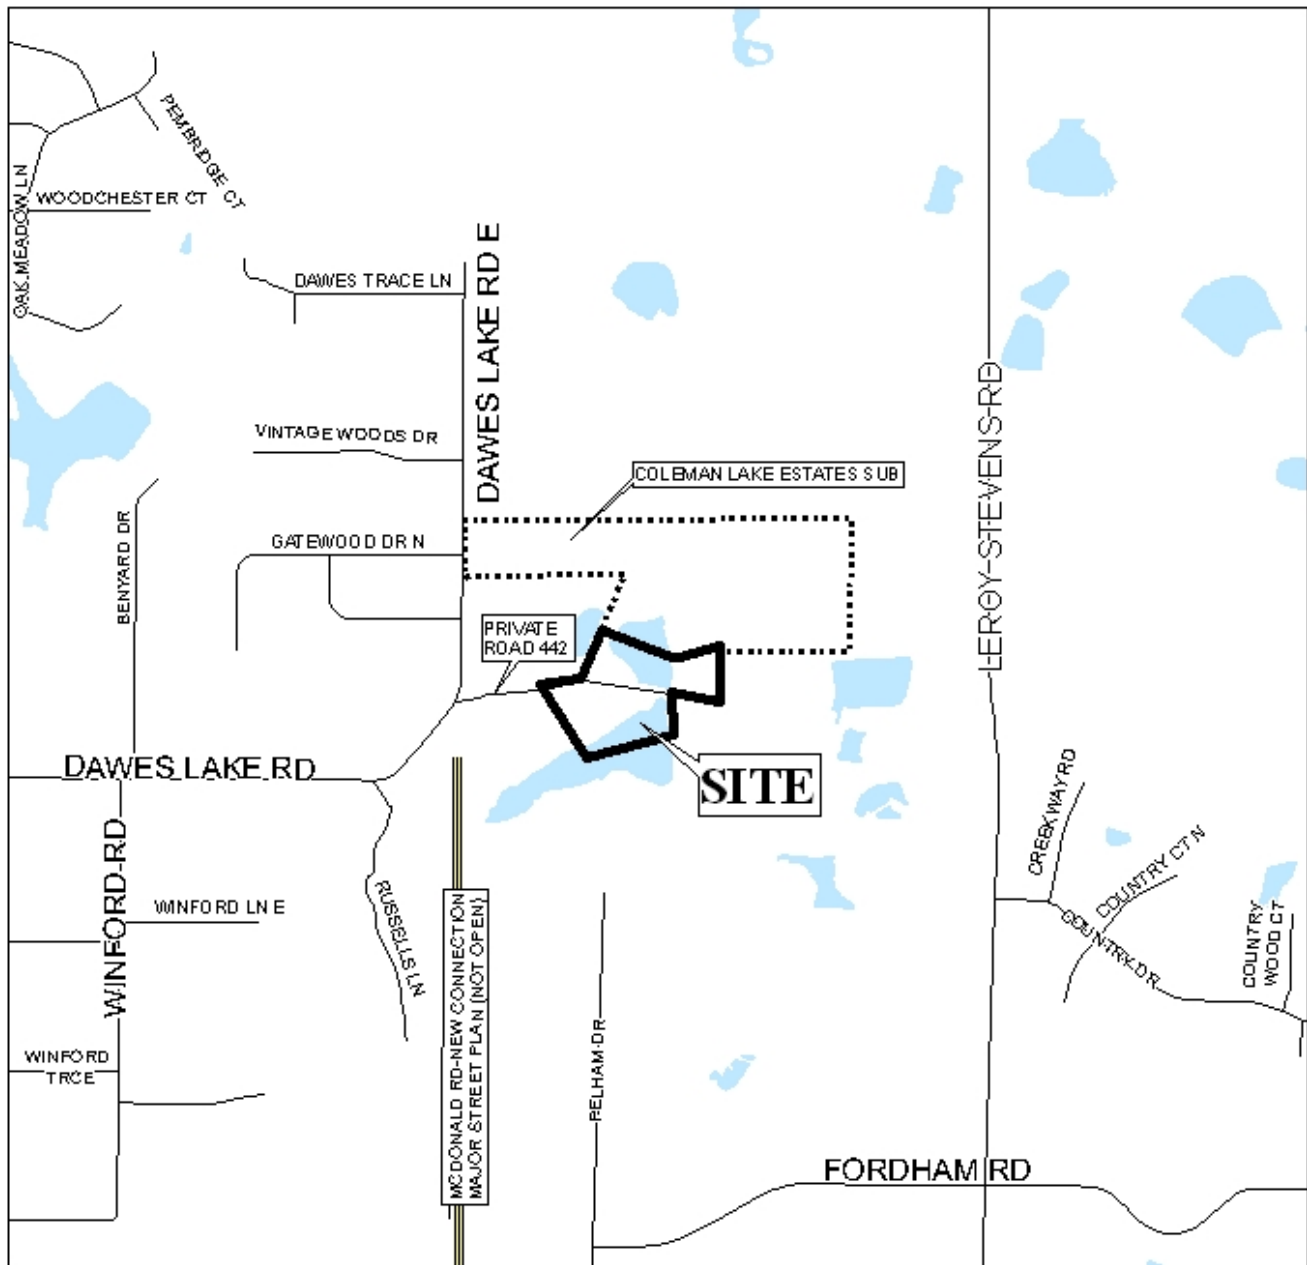 PEMBRIDGE CT
OAK MEADOW LN
WOODCHESTER CT
DAWES TRACE LN
DAWES LAKE RD E
LEROY STEVENS RD
VINTAGE WOODS DR
COLEMAN LAKE ESTATES SUB
BENYARD DR
GATEWOOD DR N
PRIVATE
ROAD 442
DAWES LAKE RD
SITE
CREEKWAY RD
COUNTRY CT N
WINFORD RD
WINFORD LN E
RUSSELLS LN
MCDONALD RD-NEW CONNECTION
MAJOR STREET PLAN (NOT OPEN)
COUNTRY DR
COUNTRY
WOOD CT
WINFORD
TRCE
PELHAM DR
FORDHAM RD